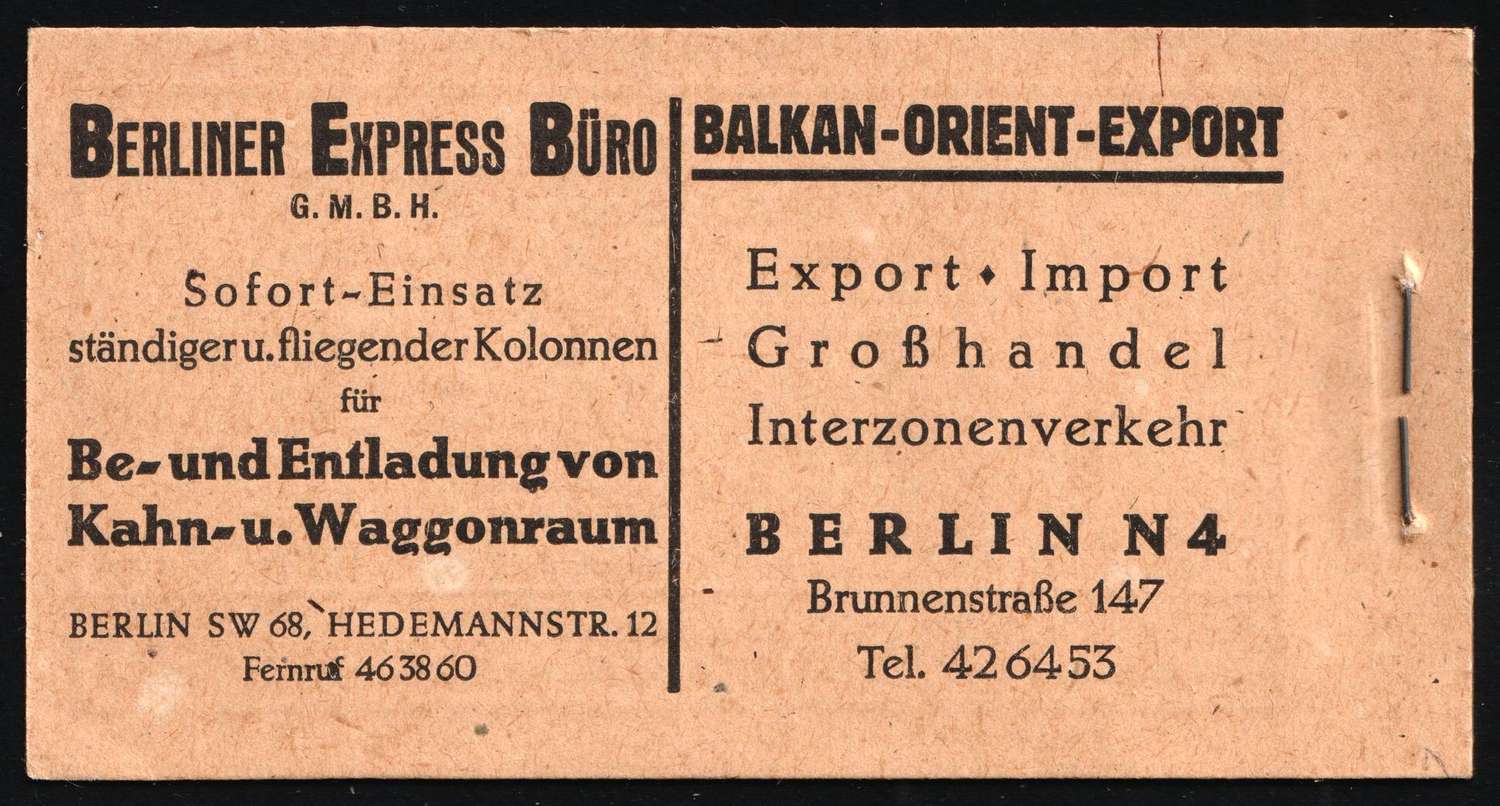 BERLINER EXPRESS BÜRO
G. M. B. H.
Sofort-Einsatz
ständiger u. fliegender Kolonnen
für
Be- und Entladung von
Kahn- u. Waggonraum
BERLIN SW 68, HEDEMANNSTR. 12
Fernruf 46 38 60
BALKAN-ORIENT-EXPORT
Export ♦ Import
Großhandel
Interzonenverkehr
BERLIN N 4
Brunnenstraße 147
Tel. 42 64 53